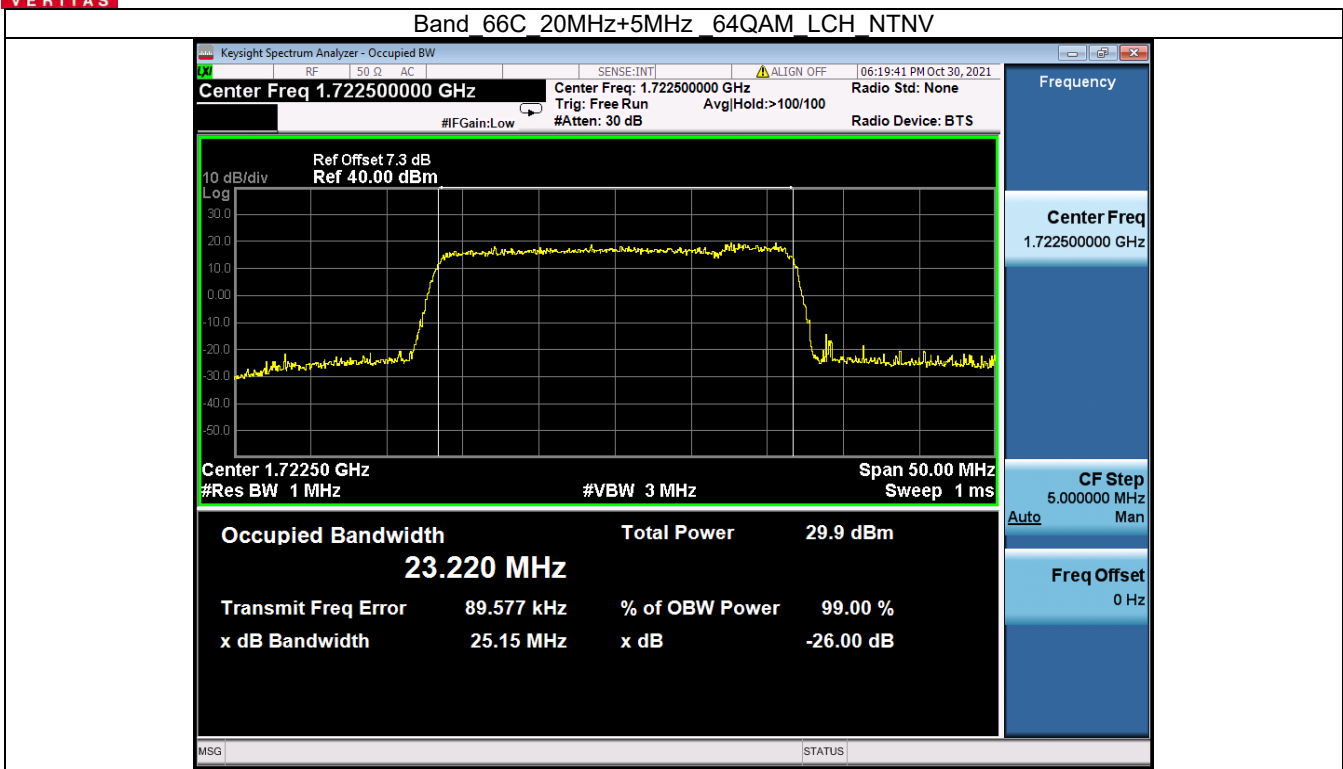 VERITAS
Band_66C_20MHz+5MHz _64QAM_LCH_NTNV
Keysight Spectrum Analyzer - Occupied BW
LXI RF 50 Ω AC SENSE:INT ALIGN OFF 06:19:41 PM Oct 30, 2021
Center Freq 1.722500000 GHz
Center Freq: 1.722500000 GHz Radio Std: None
Trig: Free Run Avg|Hold:>100/100
#IFGain:Low #Atten: 30 dB Radio Device: BTS
Frequency
Ref Offset 7.3 dB
10 dB/div Ref 40.00 dBm
Log
30.0
20.0
10.0
0.00
-10.0
-20.0
-30.0
-40.0
-50.0
Center 1.72250 GHz Span 50.00 MHz
#Res BW 1 MHz #VBW 3 MHz Sweep 1 ms
Center Freq
1.722500000 GHz
CF Step
5.000000 MHz
Auto Man
Freq Offset
0 Hz
Occupied Bandwidth Total Power 29.9 dBm
23.220 MHz
Transmit Freq Error 89.577 kHz % of OBW Power 99.00 %
x dB Bandwidth 25.15 MHz x dB -26.00 dB
MSG STATUS